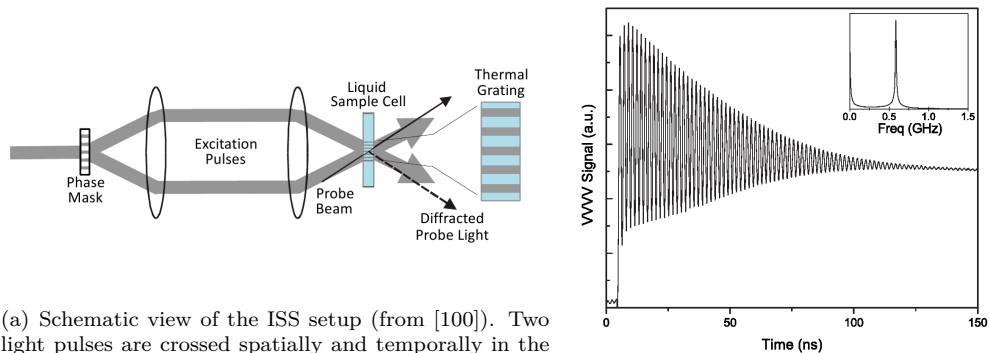 Thermal
Grating
Liquid
Sample Cell
Excitation
Pulses
Phase
Mask
Probe
Beam
Diffracted
Probe Light
(a) Schematic view of the ISS setup (from [100]). Two
light pulses are crossed spatially and temporally in the
VVVV Signal (a.u.)
0.0 0.5 1.0 1.5
Freq (GHz)
0 50 100 150
Time (ns)